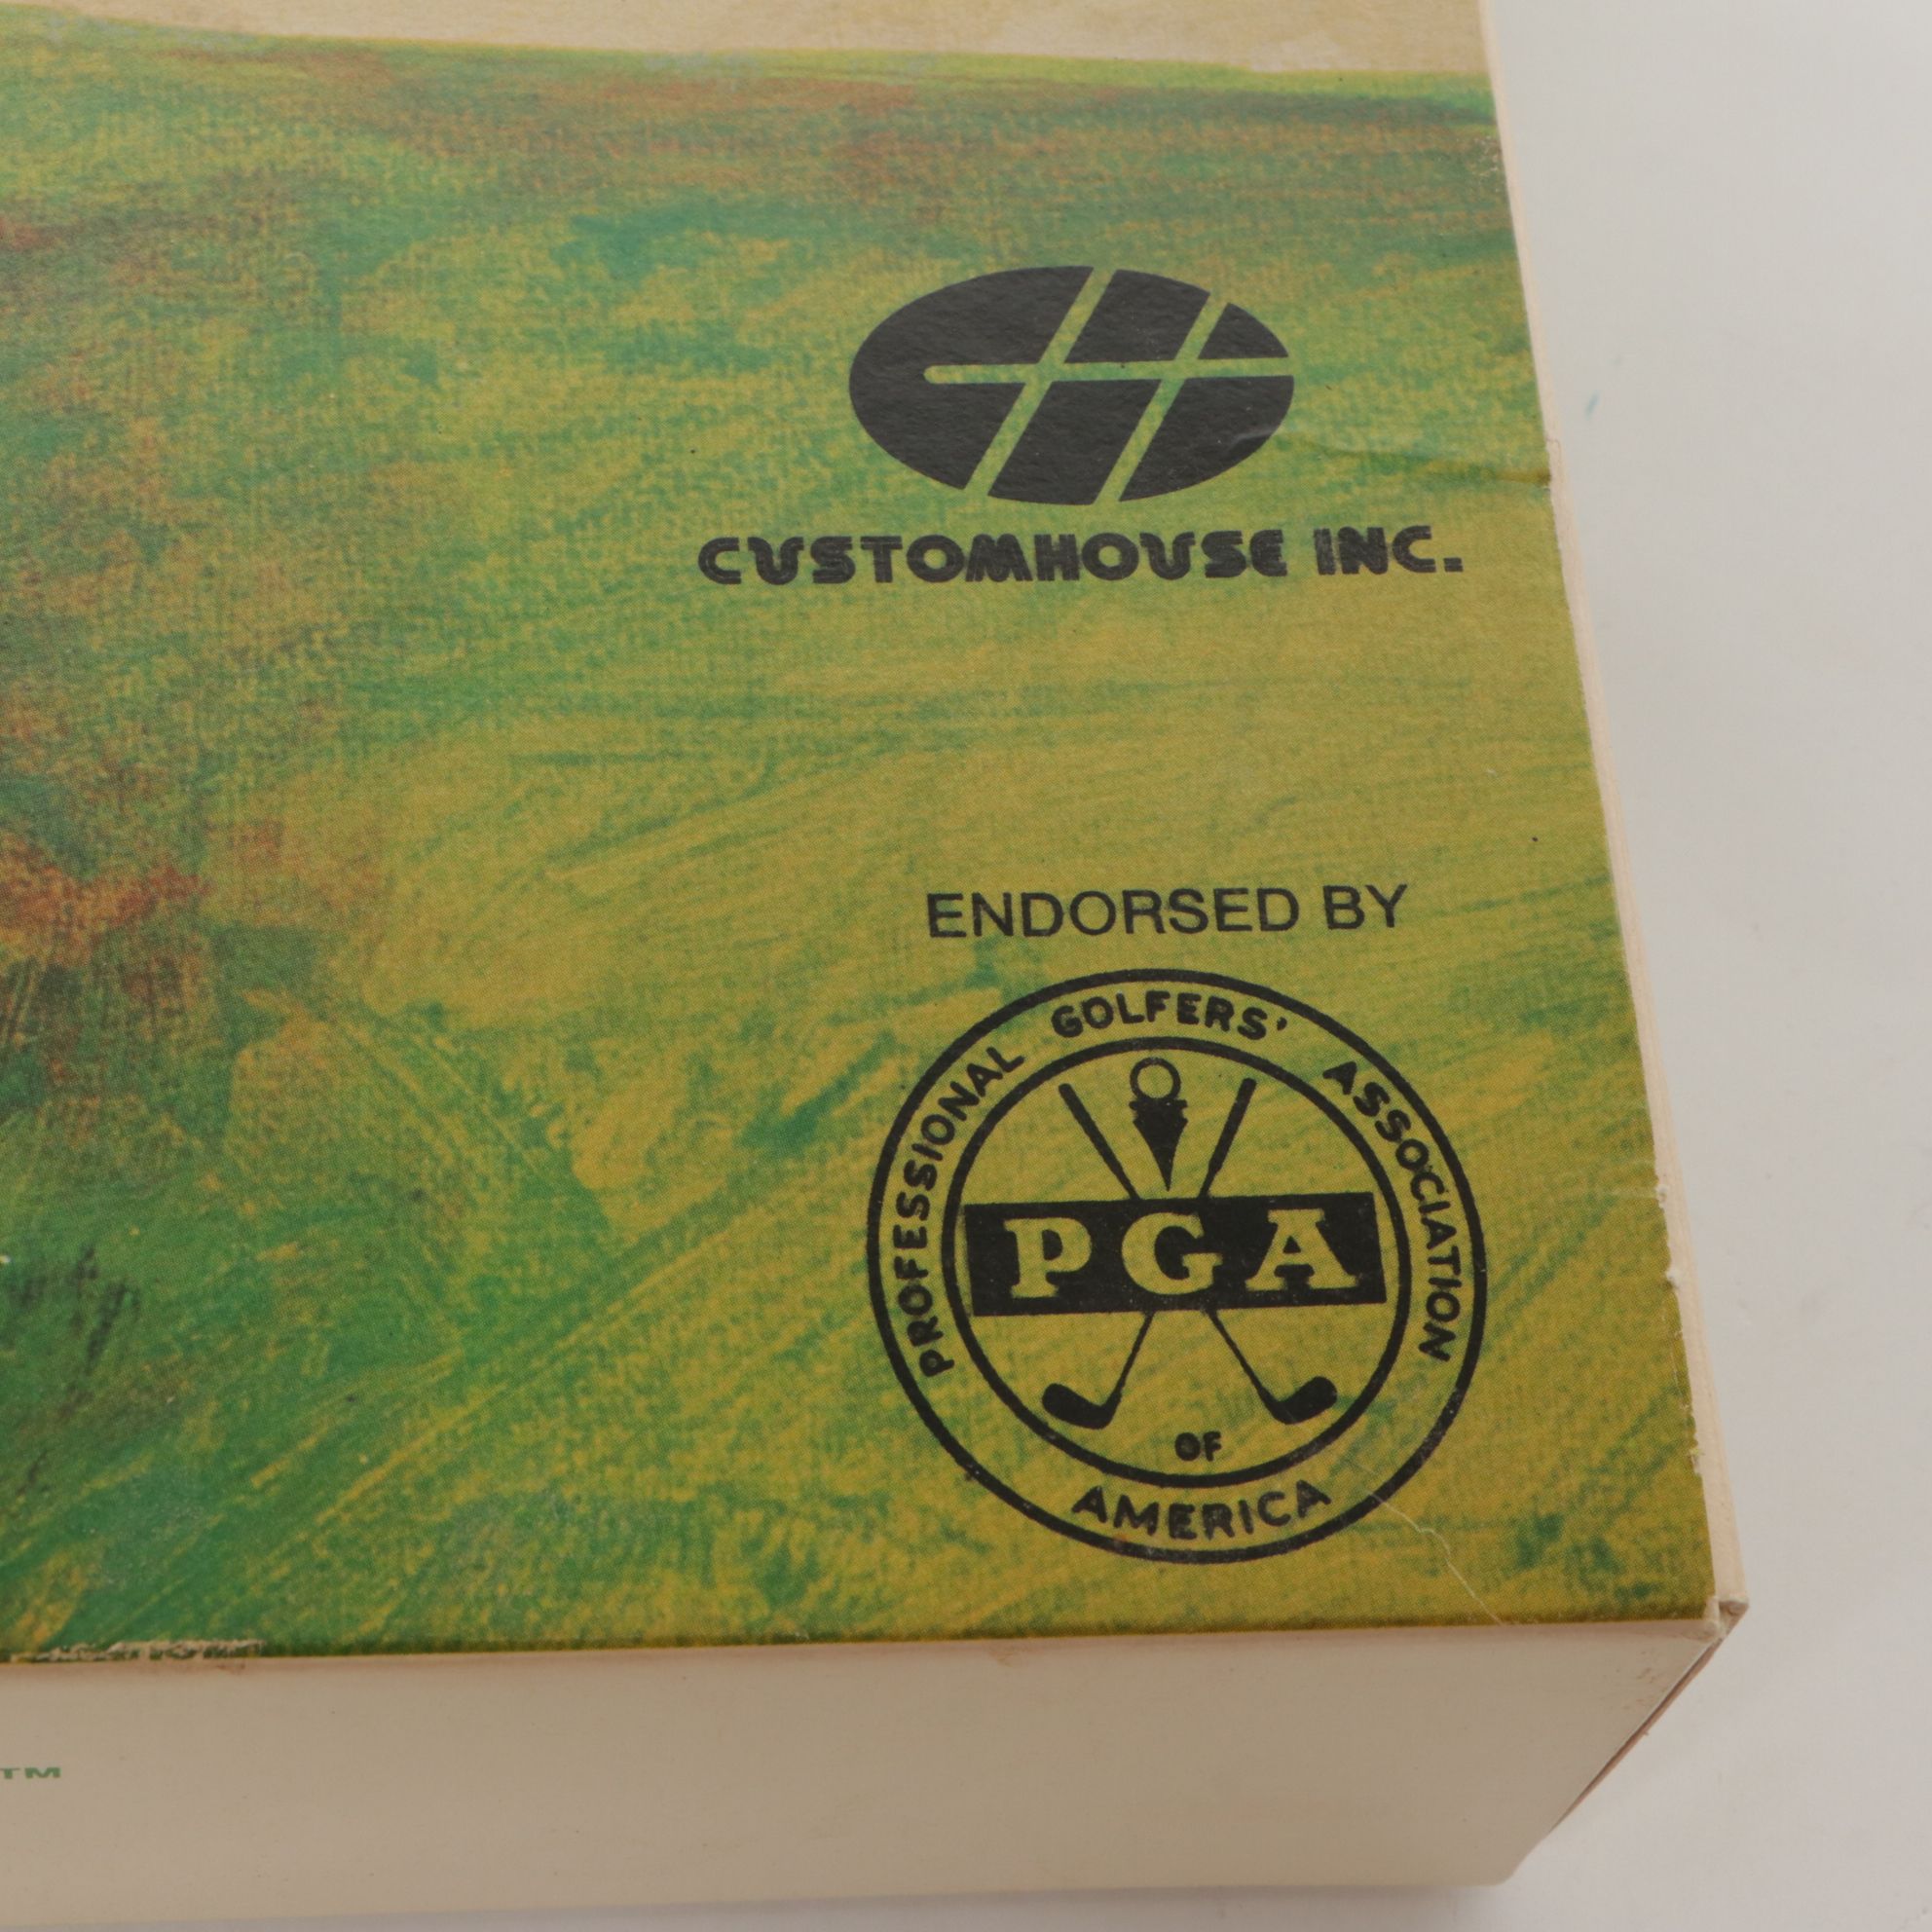 CUSTOMHOUSE INC.
ENDORSED BY
PROFESSIONAL GOLFERS' ASSOCIATION
PGA
OF
AMERICA
TM